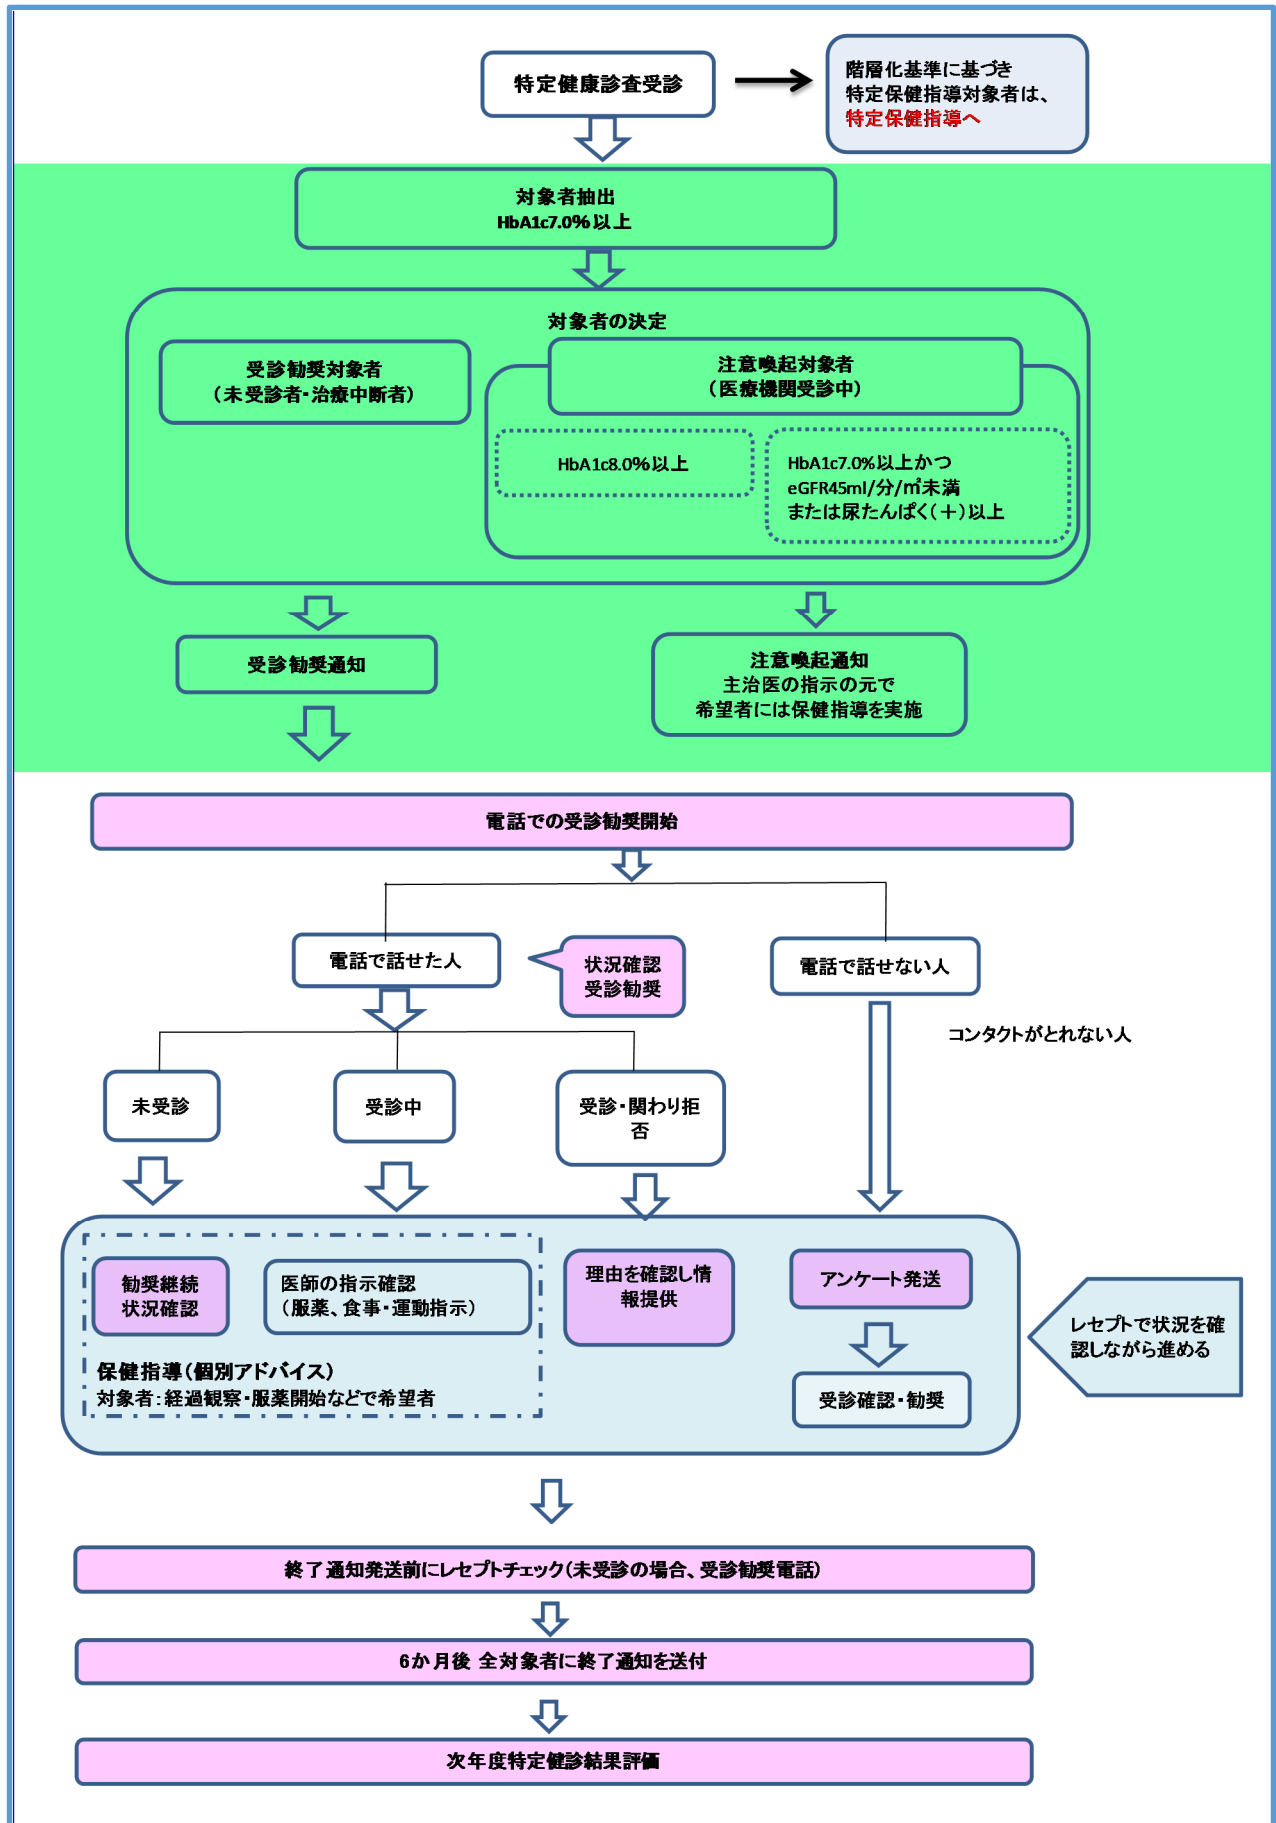 特定健康診査受診
階層化基準に基づき
特定保健指導対象者は、
特定保健指導へ
対象者抽出
HbA1c7.0%以上
対象者の決定
受診勧奨対象者
（未受診者・治療中断者）
注意喚起対象者
（医療機関受診中）
HbA1c8.0%以上
HbA1c7.0%以上かつ
eGFR45ml/分/㎡未満
または尿たんぱく（＋）以上
受診勧奨通知
注意喚起通知
主治医の指示の元で
希望者には保健指導を実施
電話での受診勧奨開始
電話で話せた人
状況確認
受診勧奨
電話で話せない人
コンタクトがとれない人
未受診
受診中
受診・関わり拒
否
勧奨継続
状況確認
医師の指示確認
（服薬、食事・運動指示）
理由を確認し情
報提供
アンケート発送
保健指導（個別アドバイス）
対象者：経過観察・服薬開始などで希望者
受診確認・勧奨
レセプトで状況を確
認しながら進める
終了通知発送前にレセプトチェック（未受診の場合、受診勧奨電話）
6か月後 全対象者に終了通知を送付
次年度特定健診結果評価